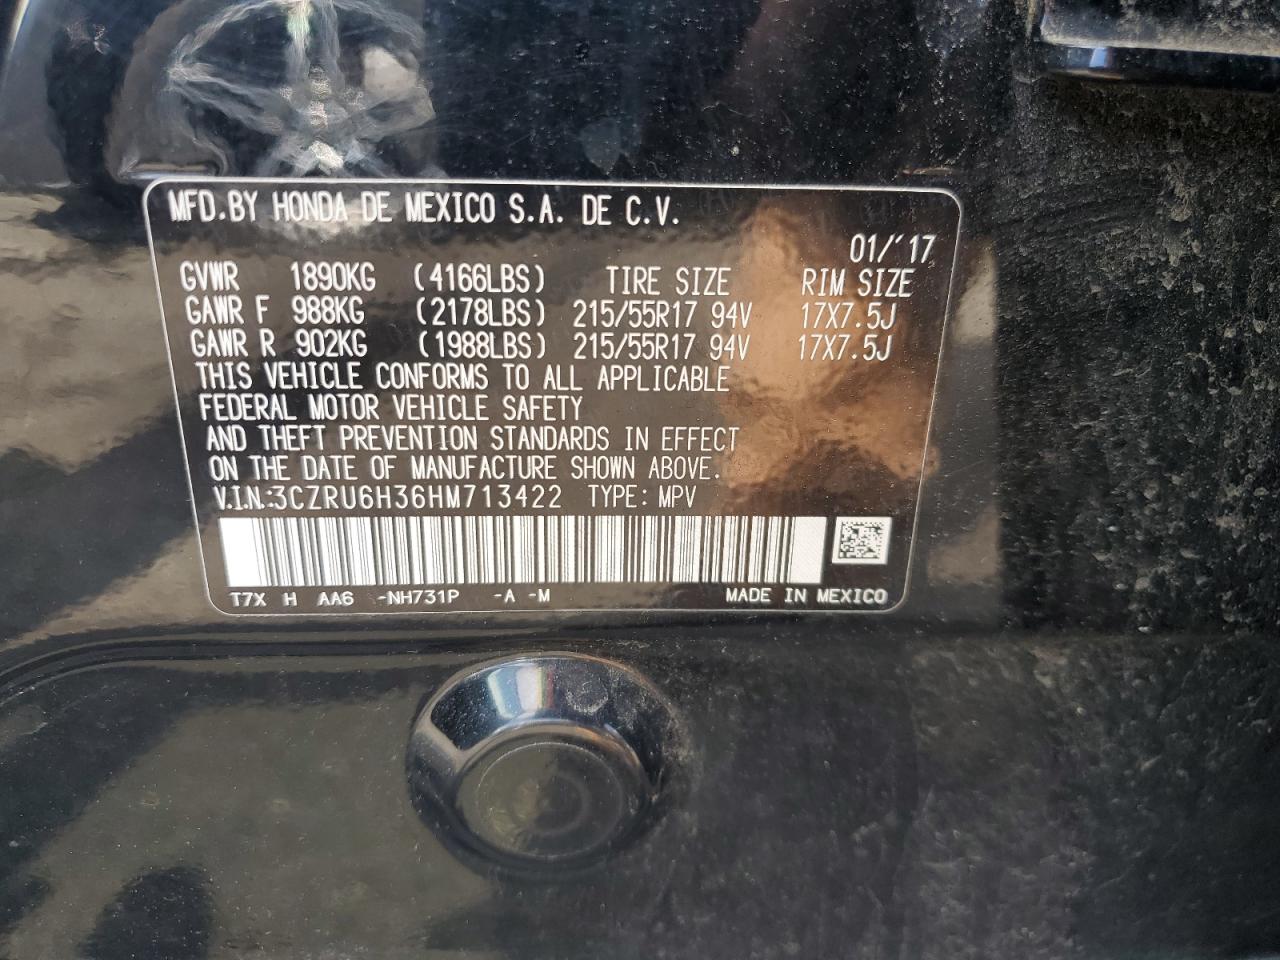 MFD.BY HONDA DE MEXICO S.A. DE C.V.
01/'17
GVWR 1890KG (4166LBS) TIRE SIZE RIM SIZE
GAWR F 988KG (2178LBS) 215/55R17 94V 17X7.5J
GAWR R 902KG (1988LBS) 215/55R17 94V 17X7.5J
THIS VEHICLE CONFORMS TO ALL APPLICABLE
FEDERAL MOTOR VEHICLE SAFETY
AND THEFT PREVENTION STANDARDS IN EFFECT
ON THE DATE OF MANUFACTURE SHOWN ABOVE.
V.I.N.:3CZRU6H36HM713422 TYPE: MPV
T7X H AA6 -NH731P -A -M MADE IN MEXICO